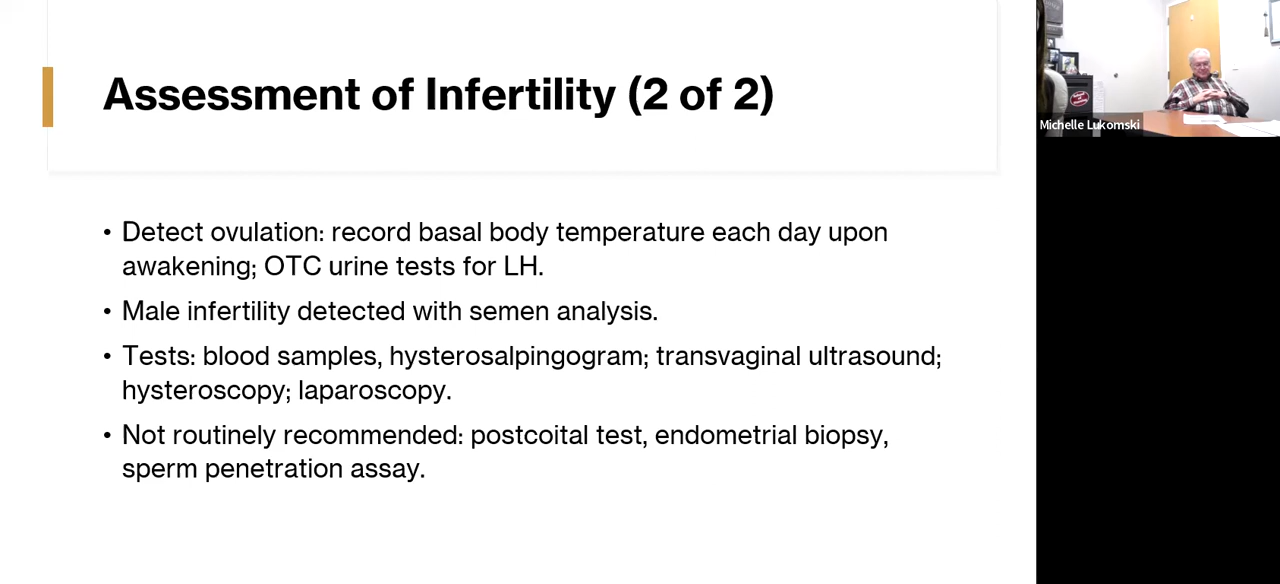 Assessment of Infertility (2 of 2)
• Detect ovulation: record basal body temperature each day upon
awakening; OTC urine tests for LH.
• Male infertility detected with semen analysis.
• Tests: blood samples, hysterosalpingogram; transvaginal ultrasound;
hysteroscopy; laparoscopy.
• Not routinely recommended: postcoital test, endometrial biopsy,
sperm penetration assay.
Michelle Lukomski